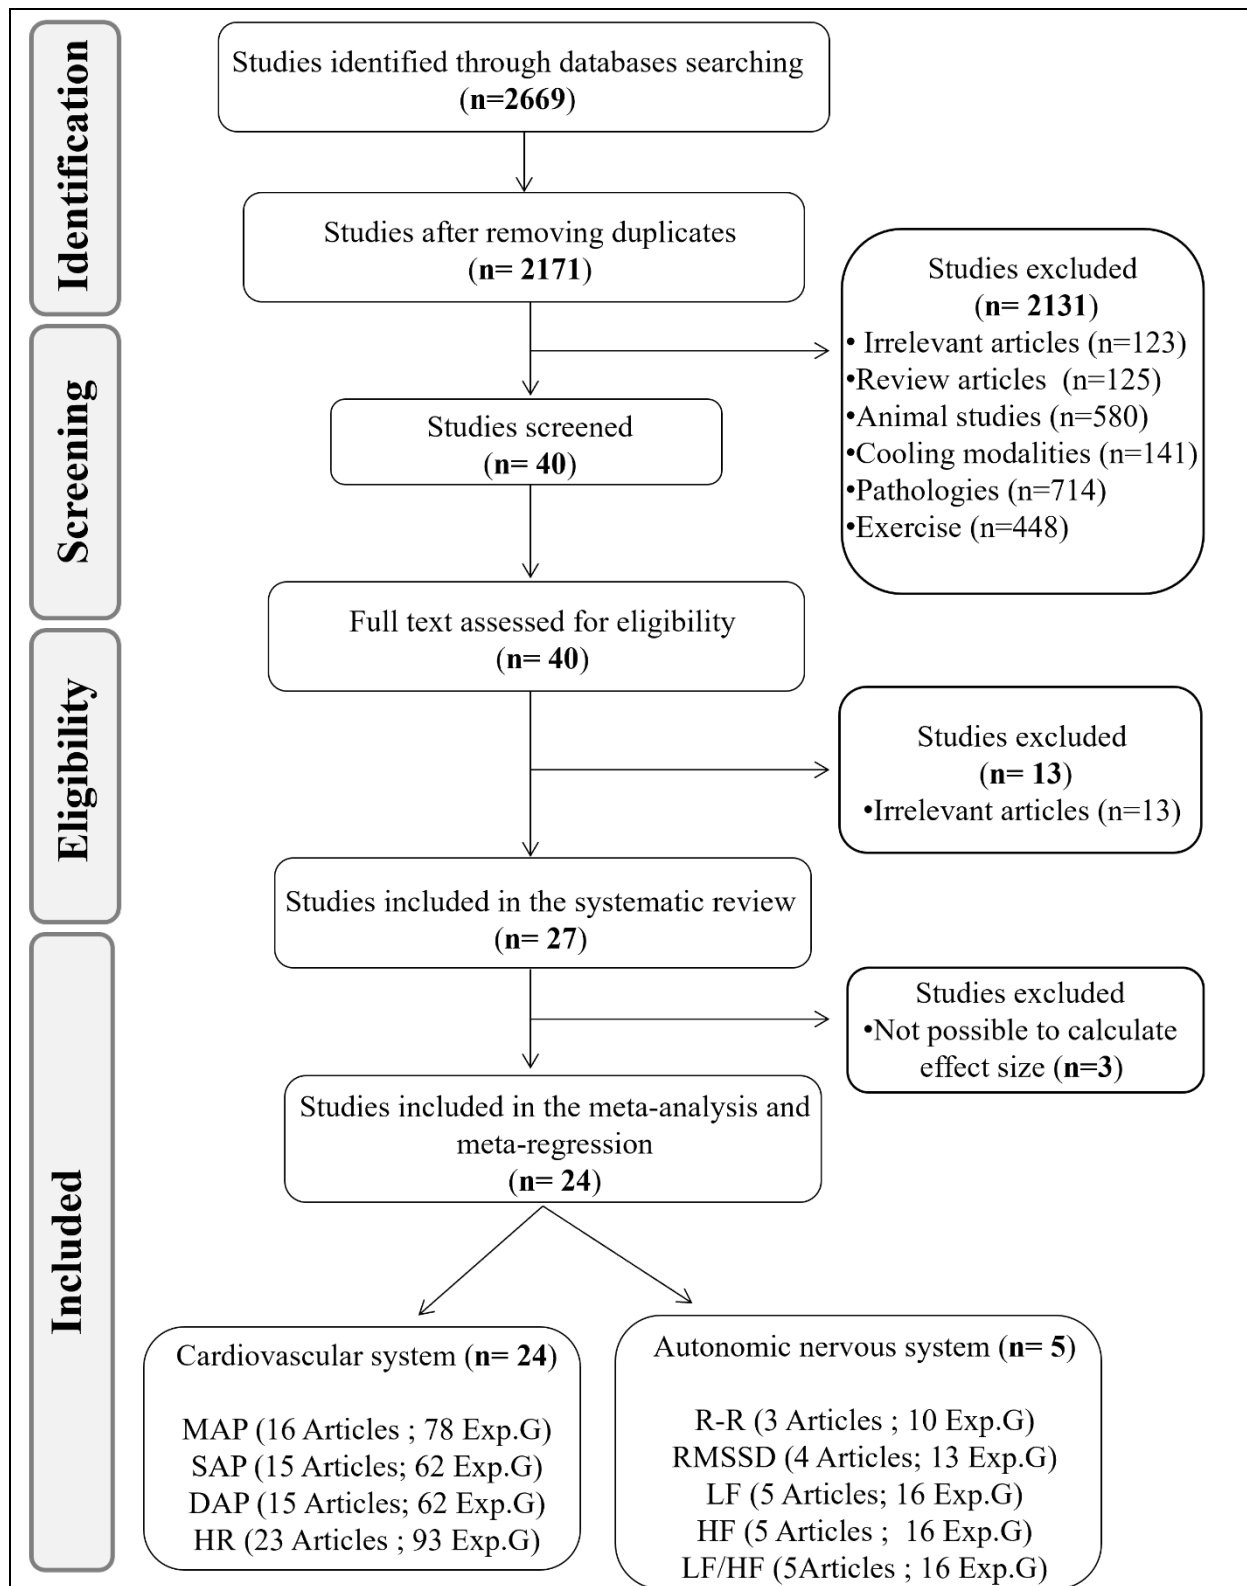 Identification
Studies identified through databases searching
(n=2669)
Studies after removing duplicates
(n= 2171)
Studies excluded
(n= 2131)
• Irrelevant articles (n=123)
•Review articles (n=125)
•Animal studies (n=580)
•Cooling modalities (n=141)
•Pathologies (n=714)
•Exercise (n=448)
Screening
Studies screened
(n= 40)
Full text assessed for eligibility
(n= 40)
Eligibility
Studies excluded
(n= 13)
•Irrelevant articles (n=13)
Studies included in the systematic review
(n= 27)
Included
Studies excluded
•Not possible to calculate
effect size (n=3)
Studies included in the meta-analysis and
meta-regression
(n= 24)
Cardiovascular system (n= 24)
MAP (16 Articles ; 78 Exp.G)
SAP (15 Articles; 62 Exp.G)
DAP (15 Articles; 62 Exp.G)
HR (23 Articles ; 93 Exp.G)
Autonomic nervous system (n= 5)
R-R (3 Articles ; 10 Exp.G)
RMSSD (4 Articles; 13 Exp.G)
LF (5 Articles; 16 Exp.G)
HF (5 Articles ; 16 Exp.G)
LF/HF (5Articles ; 16 Exp.G)